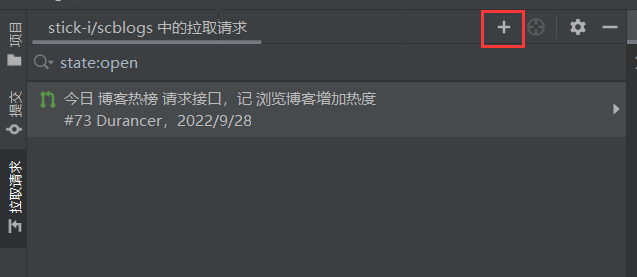 stick-i/scblogs 中的拉取请求
state:open
今日 博客热榜 请求接口，记 浏览博客增加热度
#73 Durancer，2022/9/28
项目
提交
拉取请求